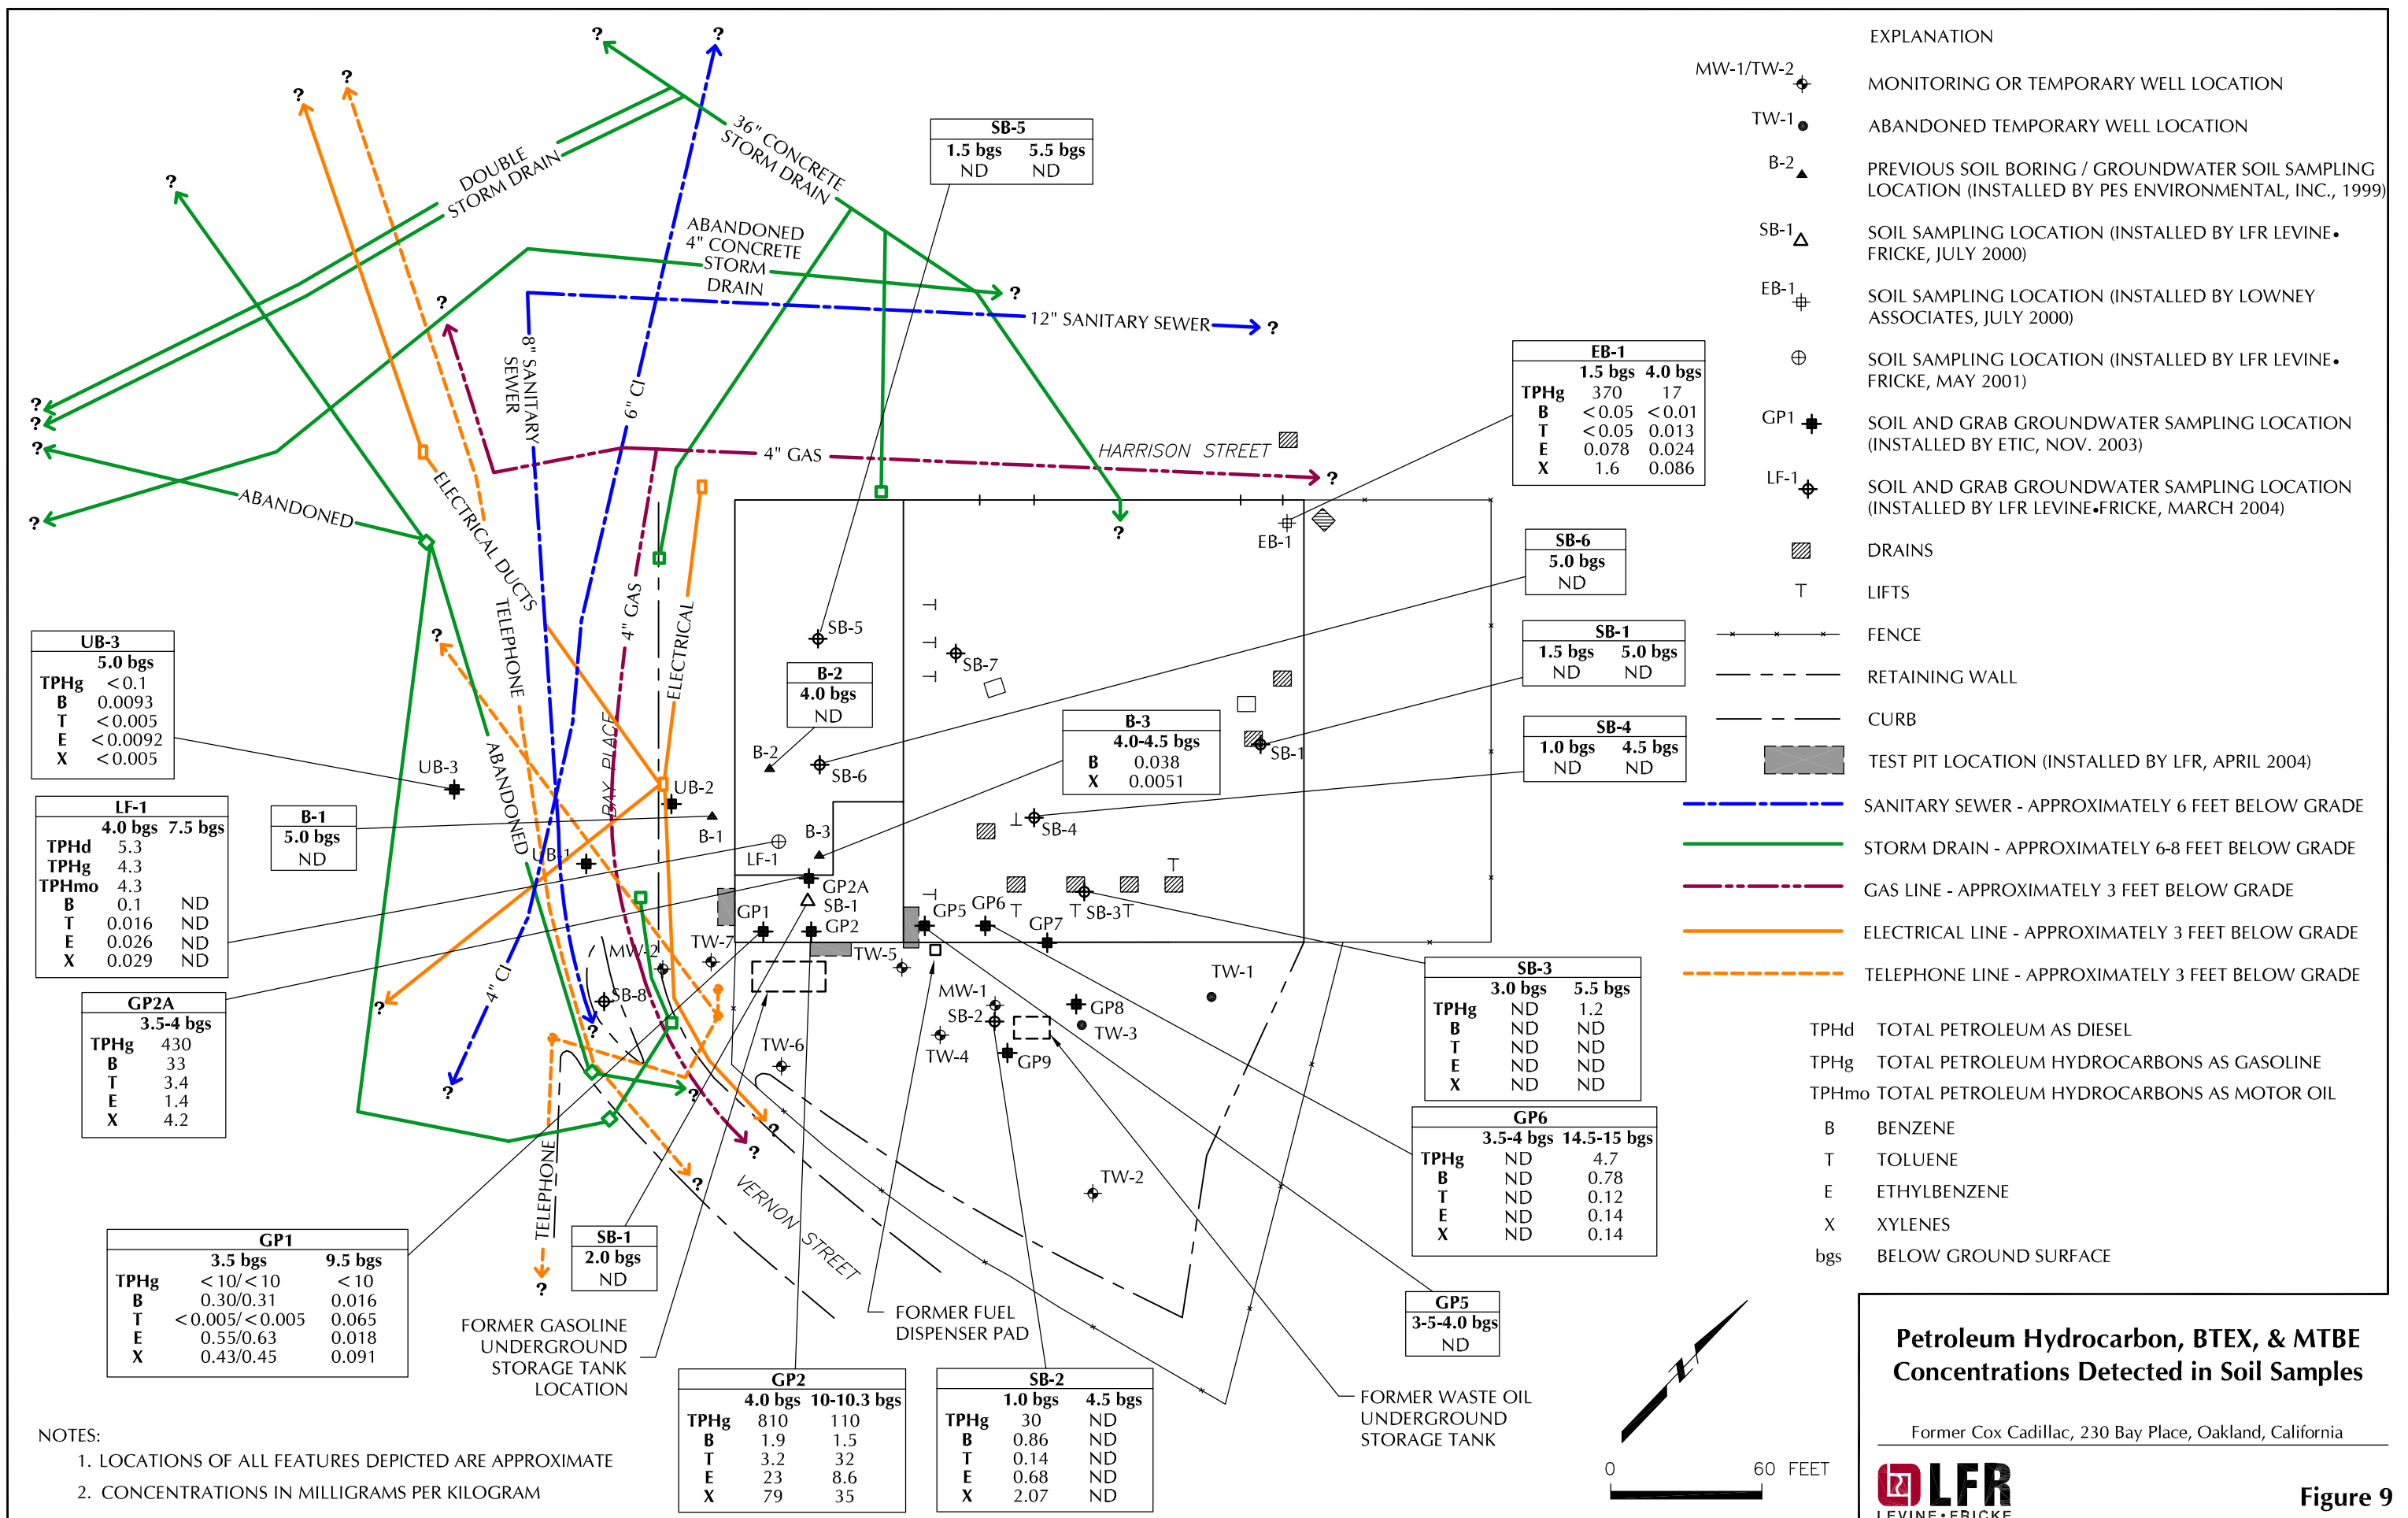 ?
?
?
?
?
36" CONCRETE
STORM DRAIN
DOUBLE
STORM DRAIN
ABANDONED
4" CONCRETE
STORM
DRAIN
?
?
12" SANITARY SEWER
?
8" SANITARY
SEWER
6" CI
?
?
?
?
ABANDONED
4" GAS
HARRISON STREET
?
?
ELECTRICAL DUCTS
TELEPHONE
4" GAS
ELECTRICAL
BAY PLACE
ABANDONED
?
SB-5
1.5 bgs 5.5 bgs
ND ND
EB-1
1.5 bgs 4.0 bgs
TPHg 370 17
B <0.05 <0.01
T <0.05 0.013
E 0.078 0.024
X 1.6 0.086
EB-1
SB-6
5.0 bgs
ND
SB-1
1.5 bgs 5.0 bgs
ND ND
SB-4
1.0 bgs 4.5 bgs
ND ND
B-2
4.0 bgs
ND
B-3
4.0-4.5 bgs
B 0.038
X 0.0051
SB-5
SB-7
SB-6
B-2
SB-1
SB-4
B-3
UB-3
5.0 bgs
TPHg <0.1
B 0.0093
T <0.005
E <0.0092
X <0.005
UB-3
UB-2
B-1
UB-1
LF-1
B-1
5.0 bgs
ND
LF-1
4.0 bgs 7.5 bgs
TPHd 5.3
TPHg 4.3
TPHmo 4.3
B 0.1 ND
T 0.016 ND
E 0.026 ND
X 0.029 ND
GP2A
3.5-4 bgs
TPHg 430
B 33
T 3.4
E 1.4
X 4.2
GP2A
SB-1
GP1
GP2
GP5
GP6
GP7
SB-3
TW-7
MW-2
TW-5
SB-8
MW-1
SB-2
GP8
TW-3
TW-1
TW-4
GP9
TW-6
TW-2
4" CI
?
?
?
?
?
?
?
TELEPHONE
?
VERNON STREET
SB-3
3.0 bgs 5.5 bgs
TPHg ND 1.2
B ND ND
T ND ND
E ND ND
X ND ND
GP6
3.5-4 bgs 14.5-15 bgs
TPHg ND 4.7
B ND 0.78
T ND 0.12
E ND 0.14
X ND 0.14
GP5
3-5-4.0 bgs
ND
GP1
3.5 bgs 9.5 bgs
TPHg <10/<10 <10
B 0.30/0.31 0.016
T <0.005/<0.005 0.065
E 0.55/0.63 0.018
X 0.43/0.45 0.091
SB-1
2.0 bgs
ND
FORMER GASOLINE
UNDERGROUND
STORAGE TANK
LOCATION
FORMER FUEL
DISPENSER PAD
GP2
4.0 bgs 10-10.3 bgs
TPHg 810 110
B 1.9 1.5
T 3.2 32
E 23 8.6
X 79 35
SB-2
1.0 bgs 4.5 bgs
TPHg 30 ND
B 0.86 ND
T 0.14 ND
E 0.68 ND
X 2.07 ND
FORMER WASTE OIL
UNDERGROUND
STORAGE TANK
NOTES:
1. LOCATIONS OF ALL FEATURES DEPICTED ARE APPROXIMATE
2. CONCENTRATIONS IN MILLIGRAMS PER KILOGRAM
0 60 FEET
EXPLANATION
MW-1/TW-2 MONITORING OR TEMPORARY WELL LOCATION
TW-1 ABANDONED TEMPORARY WELL LOCATION
B-2 PREVIOUS SOIL BORING / GROUNDWATER SOIL SAMPLING
LOCATION (INSTALLED BY PES ENVIRONMENTAL, INC., 1999)
SB-1 SOIL SAMPLING LOCATION (INSTALLED BY LFR LEVINE•
FRICKE, JULY 2000)
EB-1 SOIL SAMPLING LOCATION (INSTALLED BY LOWNEY
ASSOCIATES, JULY 2000)
SOIL SAMPLING LOCATION (INSTALLED BY LFR LEVINE•
FRICKE, MAY 2001)
GP1 SOIL AND GRAB GROUNDWATER SAMPLING LOCATION
(INSTALLED BY ETIC, NOV. 2003)
LF-1 SOIL AND GRAB GROUNDWATER SAMPLING LOCATION
(INSTALLED BY LFR LEVINE•FRICKE, MARCH 2004)
DRAINS
LIFTS
FENCE
RETAINING WALL
CURB
TEST PIT LOCATION (INSTALLED BY LFR, APRIL 2004)
SANITARY SEWER - APPROXIMATELY 6 FEET BELOW GRADE
STORM DRAIN - APPROXIMATELY 6-8 FEET BELOW GRADE
GAS LINE - APPROXIMATELY 3 FEET BELOW GRADE
ELECTRICAL LINE - APPROXIMATELY 3 FEET BELOW GRADE
TELEPHONE LINE - APPROXIMATELY 3 FEET BELOW GRADE
TPHd TOTAL PETROLEUM AS DIESEL
TPHg TOTAL PETROLEUM HYDROCARBONS AS GASOLINE
TPHmo TOTAL PETROLEUM HYDROCARBONS AS MOTOR OIL
B BENZENE
T TOLUENE
E ETHYLBENZENE
X XYLENES
bgs BELOW GROUND SURFACE
Petroleum Hydrocarbon, BTEX, & MTBE
Concentrations Detected in Soil Samples
Former Cox Cadillac, 230 Bay Place, Oakland, California
LFR
LEVINE•FRICKE
Figure 9